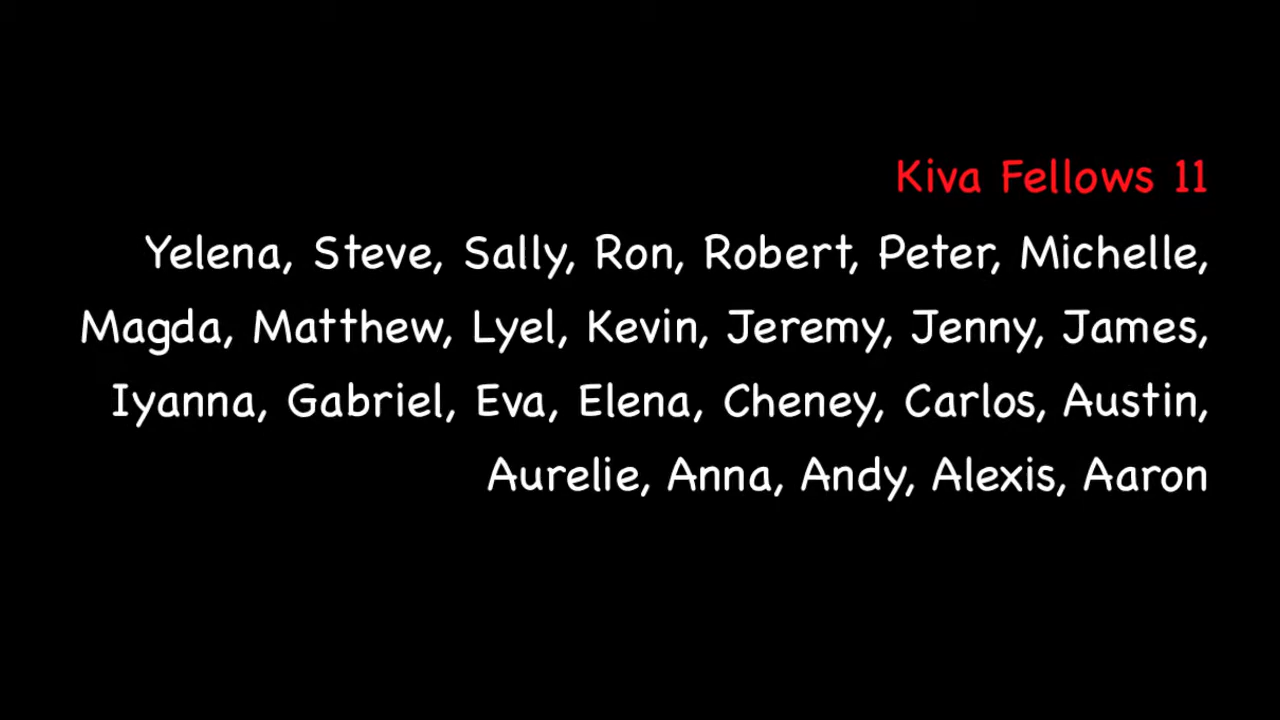 Kiva Fellows 11
Yelena, Steve, Sally, Ron, Robert, Peter, Michelle,
Magda, Matthew, Lyel, Kevin, Jeremy, Jenny, James,
Iyanna, Gabriel, Eva, Elena, Cheney, Carlos, Austin,
Aurelie, Anna, Andy, Alexis, Aaron